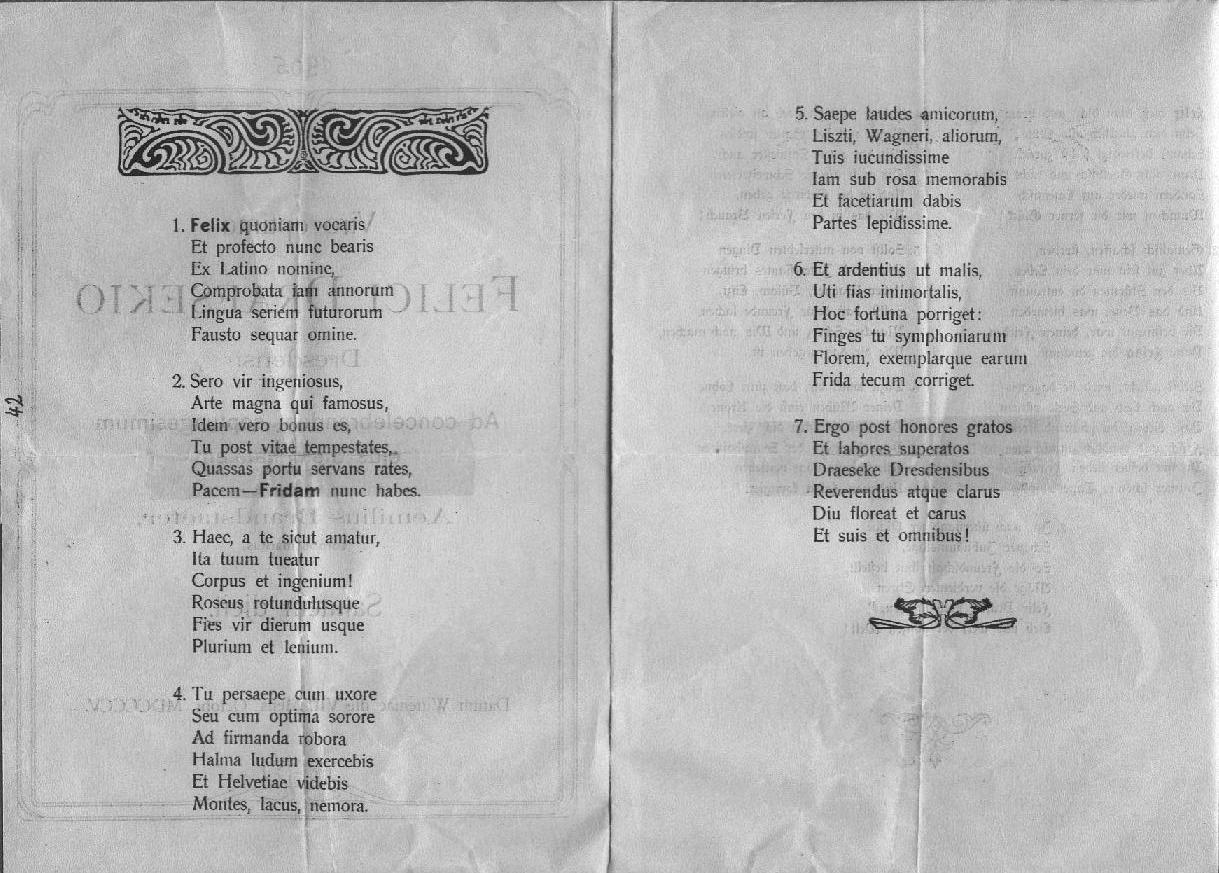 1. Felix quoniam vocaris
Et profecto nunc bearis
Ex Latino nomine,
Comprobata iam annorum
Lingua seriem futurorum
Fausto sequar omine.
2. Sero vir ingeniosus,
Arte magna qui famosus,
Idem vero bonus es,
Tu post vitae tempestates,
Quassas portu servans rates,
Pacem—Fridam nunc habes.
3. Haec, a te sicut amatur,
Ita tuum tueatur
Corpus et ingenium!
Roseus rotundulusque
Fies vir dierum usque
Plurium et lenium.
4. Tu persaepe cum uxore
Seu cum optima sorore
Ad firmanda robora
Halma ludum exercebis
Et Helvetiae videbis
Montes, lacus, nemora.
42
5. Saepe laudes amicorum,
Liszti, Wagneri, aliorum,
Tuis iucundissime
Iam sub rosa memorabis
Et facetiarum dabis
Partes lepidissime.
6. Et ardentius ut malis,
Uti fias immortalis,
Hoc fortuna porriget:
Finges tu symphoniarum
Florem, exemplarque earum
Frida tecum corriget.
7. Ergo post honores gratos
Et labores superatos
Draeseke Dresdensibus
Reverendus atque clarus
Diu floreat et carus
Et suis et omnibus!